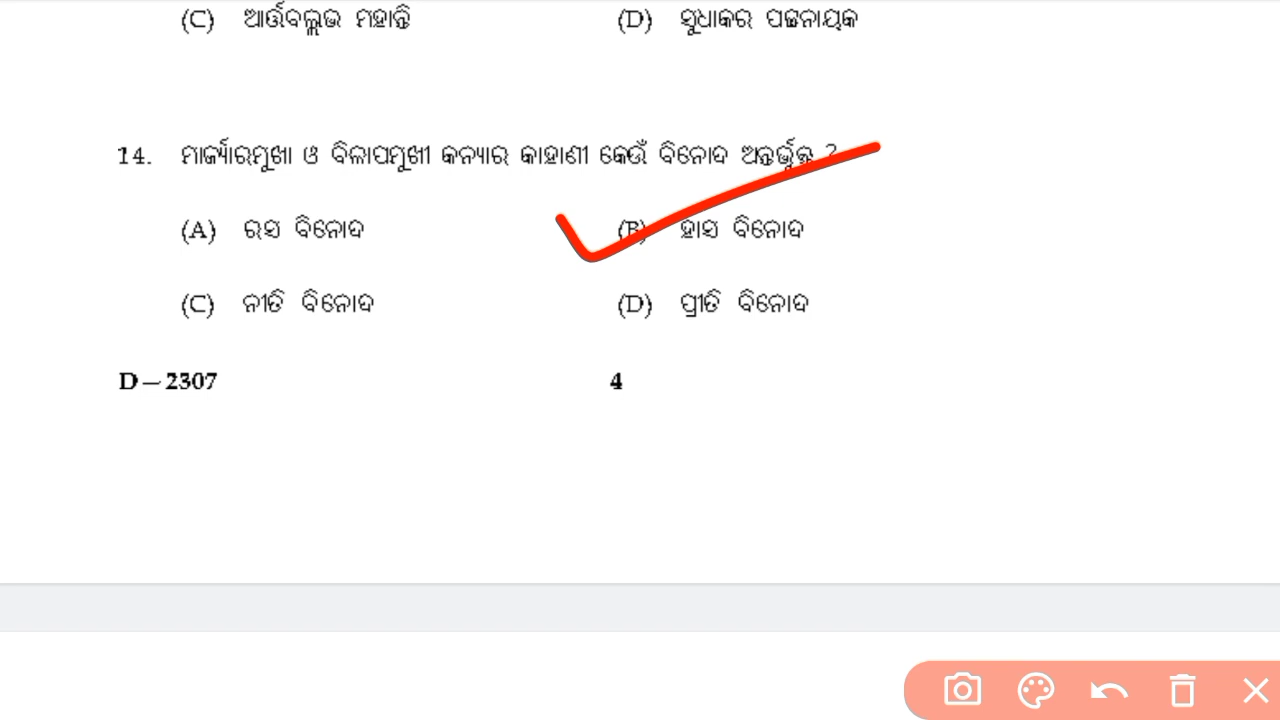 (C) ଆର୍ତ୍ତବଲ୍ଲଭ ମହାନ୍ତି (D) ସୁଧାକର ପଟ୍ଟନାୟକ
14. ମାର୍ଜ୍ୟାରମୁଖା ଓ ବିଳାପମୁଖୀ କନ୍ୟାର କାହାଣୀ କେଉଁ ବିନୋଦ ଅନ୍ତର୍ଭୁକ୍ତ ?
(A) ରସ ବିନୋଦ (B) ହାସ ବିନୋଦ
(C) ନୀତି ବିନୋଦ (D) ପ୍ରୀତି ବିନୋଦ
D – 2307 4